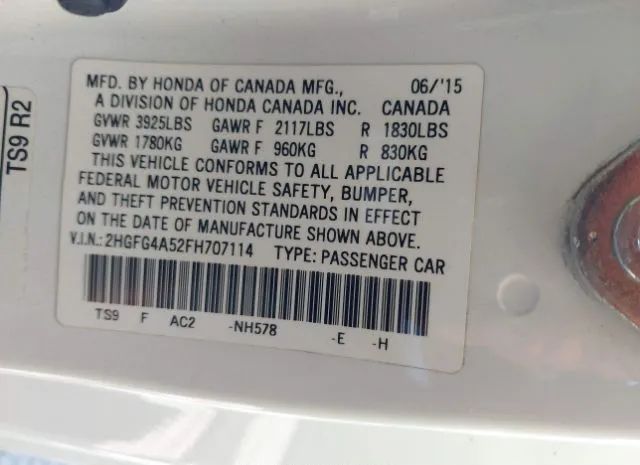 TS9 R2
MFD. BY HONDA OF CANADA MFG., 06/'15
A DIVISION OF HONDA CANADA INC. CANADA
GVWR 3925LBS GAWR F 2117LBS R 1830LBS
GVWR 1780KG GAWR F 960KG R 830KG
THIS VEHICLE CONFORMS TO ALL APPLICABLE
FEDERAL MOTOR VEHICLE SAFETY, BUMPER,
AND THEFT PREVENTION STANDARDS IN EFFECT
ON THE DATE OF MANUFACTURE SHOWN ABOVE.
V.I.N.: 2HGFG4A52FH707114 TYPE: PASSENGER CAR
TS9 F AC2 -NH578 -E -H